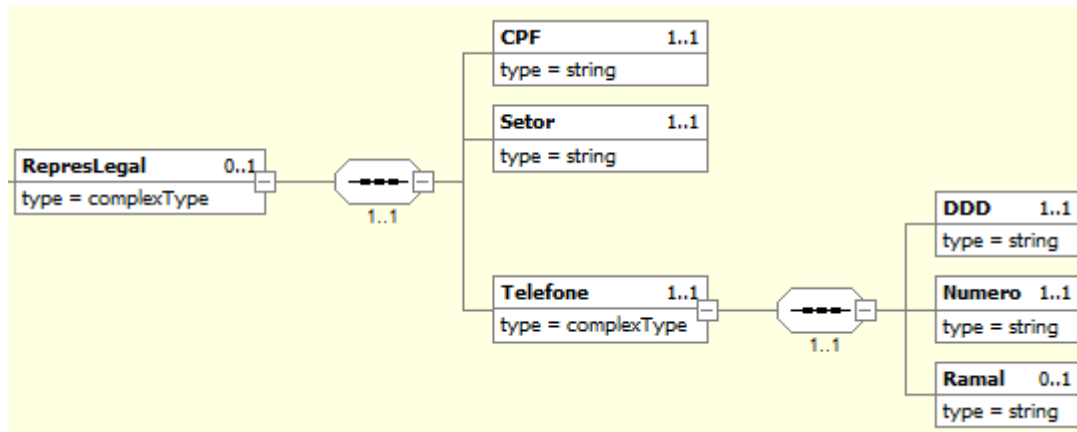 CPF 1..1
type = string
Setor 1..1
type = string
RepresLegal 0..1
type = complexType
1..1
Telefone 1..1
type = complexType
1..1
DDD 1..1
type = string
Numero 1..1
type = string
Ramal 0..1
type = string